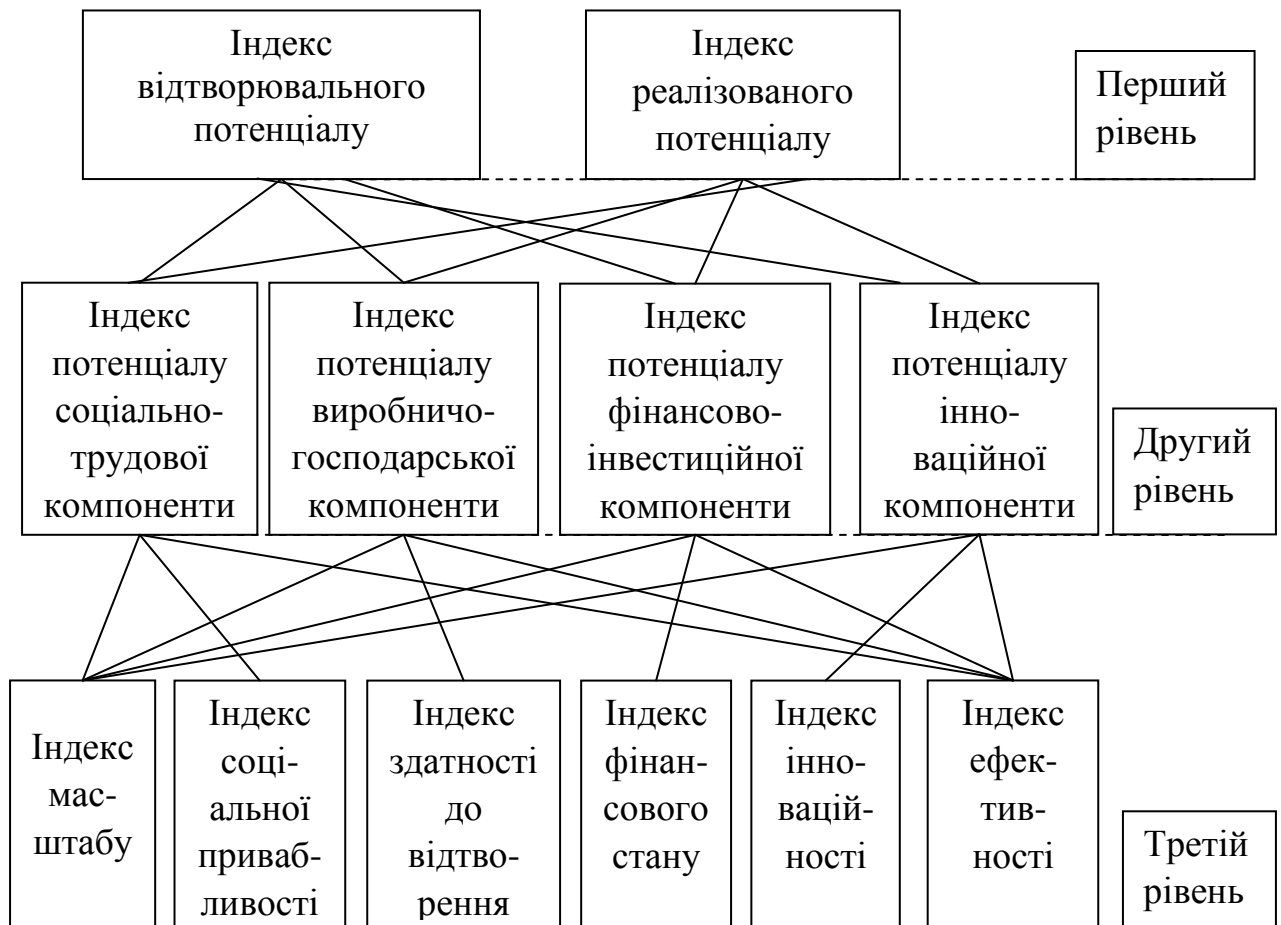 Індекс
відтворювального
потенціалу
Індекс
реалізованого
потенціалу
Перший
рівень
Індекс
потенціалу
соціально-
трудової
компоненти
Індекс
потенціалу
виробничо-
господарської
компоненти
Індекс
потенціалу
фінансово-
інвестиційної
компоненти
Індекс
потенціалу
інно-
ваційної
компоненти
Другий
рівень
Індекс
мас-
штабу
Індекс
соці-
альної
приваб-
ливості
Індекс
здатності
до
відтво-
рення
Індекс
фінан-
сового
стану
Індекс
інно-
вацій-
ності
Індекс
ефек-
тив-
ності
Третій
рівень